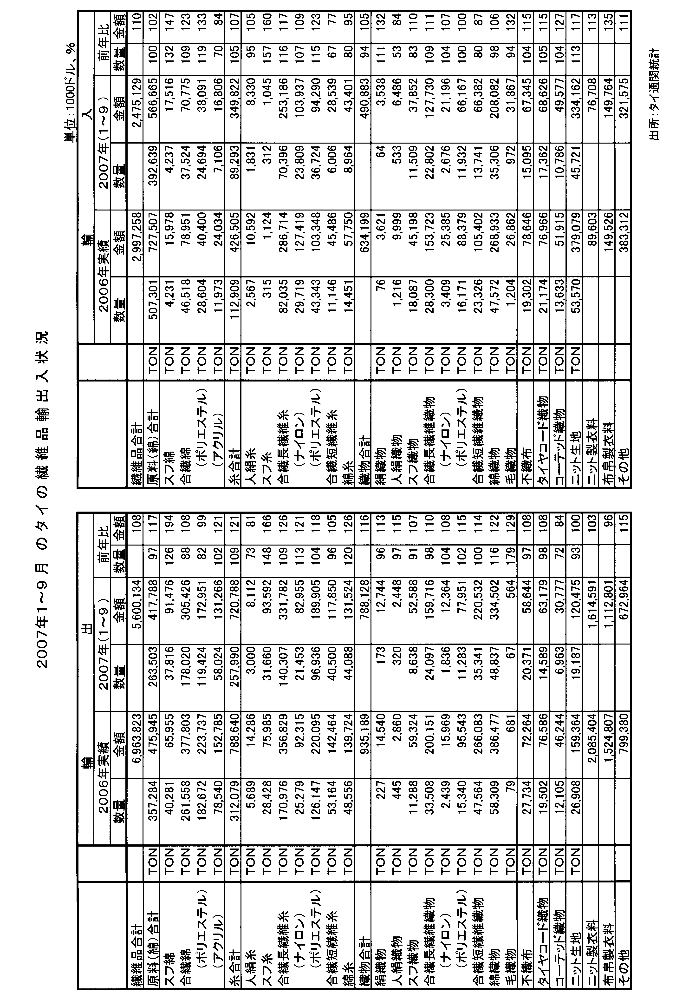 2007年1～9月 のタイの繊維品輸出入状況
単位：1000ドル、％
輸 出
2006年実績 2007年(1～9) 前年比
数量 金額 数量 金額 数量 金額
繊維品合計 6,963,823 5,600,134 108
原料(綿)合計 TON 357,284 475,945 263,503 417,788 97 117
スフ綿 TON 40,281 65,955 37,816 91,476 126 194
合繊綿 TON 261,558 377,803 178,020 305,426 88 108
(ポリエステル) TON 182,672 223,737 119,424 172,951 82 99
(アクリル) TON 78,540 152,785 58,024 131,266 102 121
糸合計 TON 312,079 788,640 257,990 720,788 109 121
人絹糸 TON 5,689 14,286 3,000 8,112 73 81
スフ糸 TON 28,428 75,985 31,660 93,592 148 166
合繊長繊維糸 TON 170,976 356,829 140,307 331,782 109 126
(ナイロン) TON 25,279 92,315 21,453 82,955 113 121
(ポリエステル) TON 126,147 220,095 96,936 189,905 104 118
合繊短繊維糸 TON 53,164 142,464 40,500 117,850 96 105
綿糸 TON 48,556 139,724 44,088 131,524 120 126
織物合計 935,189 788,128 116
絹織物 TON 227 14,540 173 12,744 96 113
人絹織物 TON 445 2,860 320 2,448 97 115
スフ織物 TON 11,288 59,324 8,638 52,588 91 107
合繊長繊維織物 TON 33,508 200,151 24,097 159,716 98 110
(ナイロン) TON 2,439 15,969 1,836 12,364 104 108
(ポリエステル) TON 15,340 95,543 11,283 77,951 102 115
合繊短繊維織物 TON 47,564 266,083 35,341 220,532 100 114
綿織物 TON 58,309 386,477 48,837 334,502 116 122
毛織物 TON 79 681 67 564 179 129
不織布 TON 27,734 72,264 20,371 58,644 97 108
タイヤコード織物 TON 19,502 76,586 14,589 63,179 98 108
コーテッド織物 TON 12,105 46,244 6,963 30,777 72 84
ニット生地 TON 26,908 159,364 19,187 120,475 93 100
ニット製衣料 2,085,404 1,614,591 103
布帛製衣料 1,524,807 1,112,801 96
その他 799,380 672,964 115
輸 入
2006年実績 2007年(1～9) 前年比
数量 金額 数量 金額 数量 金額
繊維品合計 2,997,258 2,475,129 110
原料(綿)合計 TON 507,301 727,507 392,639 566,665 100 102
スフ綿 TON 4,231 15,978 4,237 17,516 132 147
合繊綿 TON 46,518 78,951 37,524 70,775 109 123
(ポリエステル) TON 28,604 40,400 24,694 38,091 119 133
(アクリル) TON 11,973 24,034 7,106 16,806 70 84
糸合計 TON 112,909 426,505 89,293 349,822 105 107
人絹糸 TON 2,567 10,592 1,831 8,330 95 105
スフ糸 TON 315 1,124 312 1,045 157 160
合繊長繊維糸 TON 82,035 286,714 70,396 253,186 116 117
(ナイロン) TON 29,719 127,419 23,809 103,937 107 109
(ポリエステル) TON 43,343 103,348 36,724 94,290 115 123
合繊短繊維糸 TON 11,146 45,486 6,006 28,539 67 77
綿糸 TON 14,451 57,750 8,964 43,401 80 95
織物合計 634,199 490,883 94 105
絹織物 TON 76 3,621 64 3,538 111 132
人絹織物 TON 1,216 9,999 533 6,486 53 84
スフ織物 TON 18,087 45,198 11,509 37,852 83 110
合繊長繊維織物 TON 28,300 153,723 22,802 127,730 109 111
(ナイロン) TON 3,409 25,385 2,676 21,196 104 107
(ポリエステル) TON 16,171 88,379 11,932 66,167 100 100
合繊短繊維織物 TON 23,326 105,402 13,741 66,382 80 87
綿織物 TON 47,572 268,933 35,306 208,082 98 106
毛織物 TON 1,204 26,862 972 31,867 94 132
不織布 TON 19,302 78,646 15,095 67,345 104 115
タイヤコード織物 TON 21,174 76,966 17,362 68,626 105 115
コーテッド織物 TON 13,633 51,915 10,786 49,577 104 127
ニット生地 TON 53,570 379,079 45,721 334,162 113 117
ニット製衣料 89,603 76,708 113
布帛製衣料 149,526 149,764 135
その他 383,312 321,575 111
出所：タイ通関統計